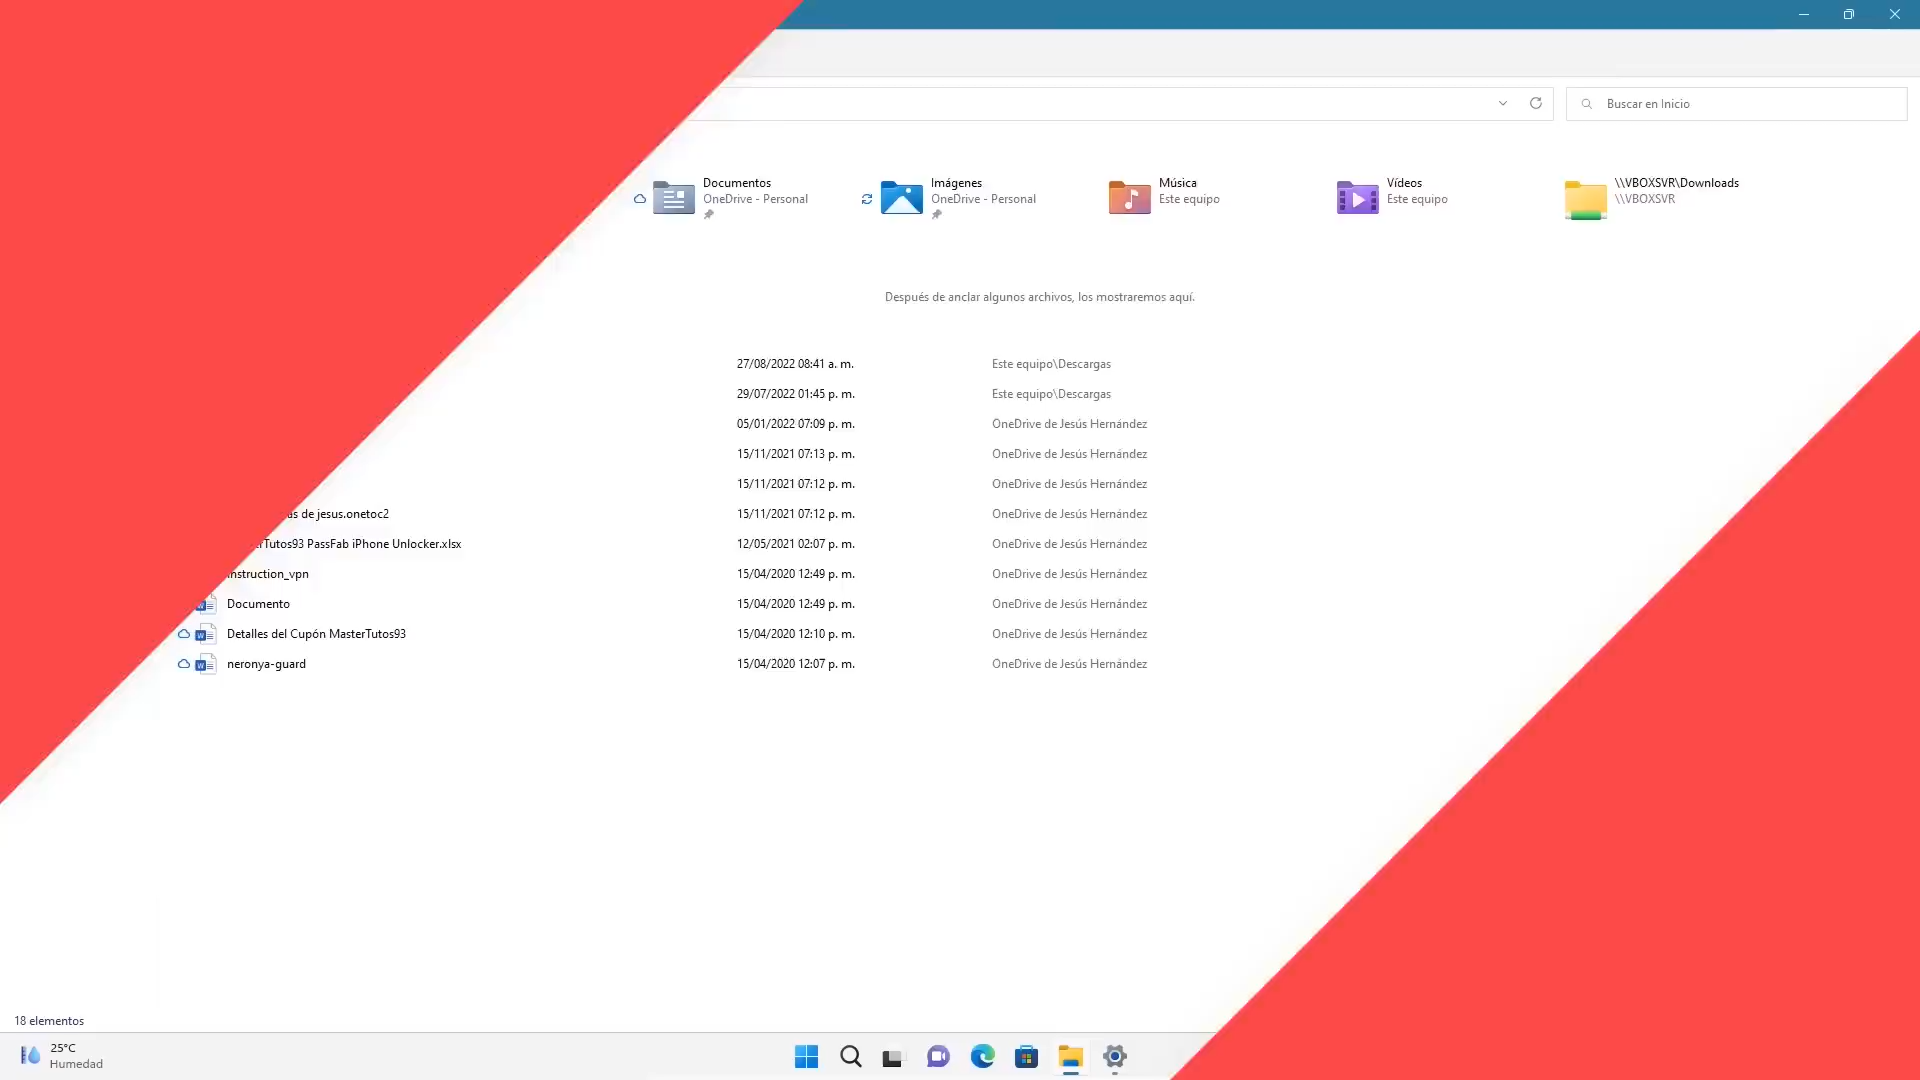 Buscar en Inicio
Documentos
OneDrive - Personal
Imágenes
OneDrive - Personal
Música
Este equipo
Vídeos
Este equipo
\\VBOXSVR\Downloads
\\VBOXSVR
Después de anclar algunos archivos, los mostraremos aquí.
27/08/2022 08:41 a. m. Este equipo\Descargas
29/07/2022 01:45 p. m. Este equipo\Descargas
05/01/2022 07:09 p. m. OneDrive de Jesús Hernández
15/11/2021 07:13 p. m. OneDrive de Jesús Hernández
15/11/2021 07:12 p. m. OneDrive de Jesús Hernández
de jesus.onetoc2 15/11/2021 07:12 p. m. OneDrive de Jesús Hernández
rTutos93 PassFab iPhone Unlocker.xlsx 12/05/2021 02:07 p. m. OneDrive de Jesús Hernández
instruction_vpn 15/04/2020 12:49 p. m. OneDrive de Jesús Hernández
Documento 15/04/2020 12:49 p. m. OneDrive de Jesús Hernández
Detalles del Cupón MasterTutos93 15/04/2020 12:10 p. m. OneDrive de Jesús Hernández
neronya-guard 15/04/2020 12:07 p. m. OneDrive de Jesús Hernández
18 elementos
25°C
Humedad